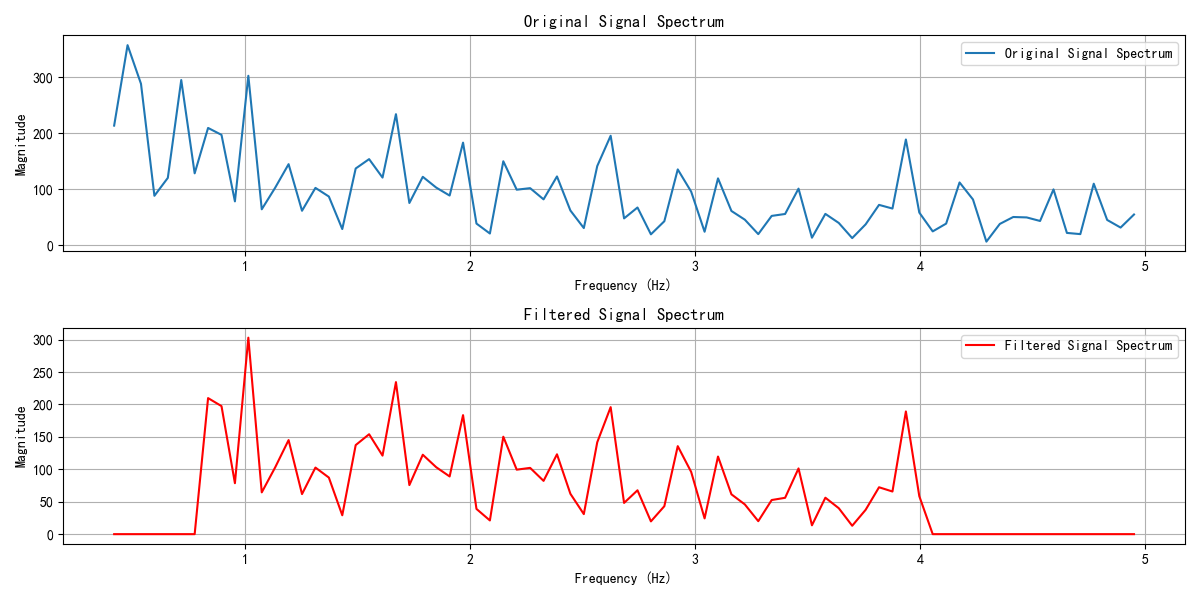 Original Signal Spectrum
Original Signal Spectrum
Magnitude
300
200
100
0
1 2 3 4 5
Frequency (Hz)
Filtered Signal Spectrum
Filtered Signal Spectrum
Magnitude
300
250
200
150
100
50
0
1 2 3 4 5
Frequency (Hz)